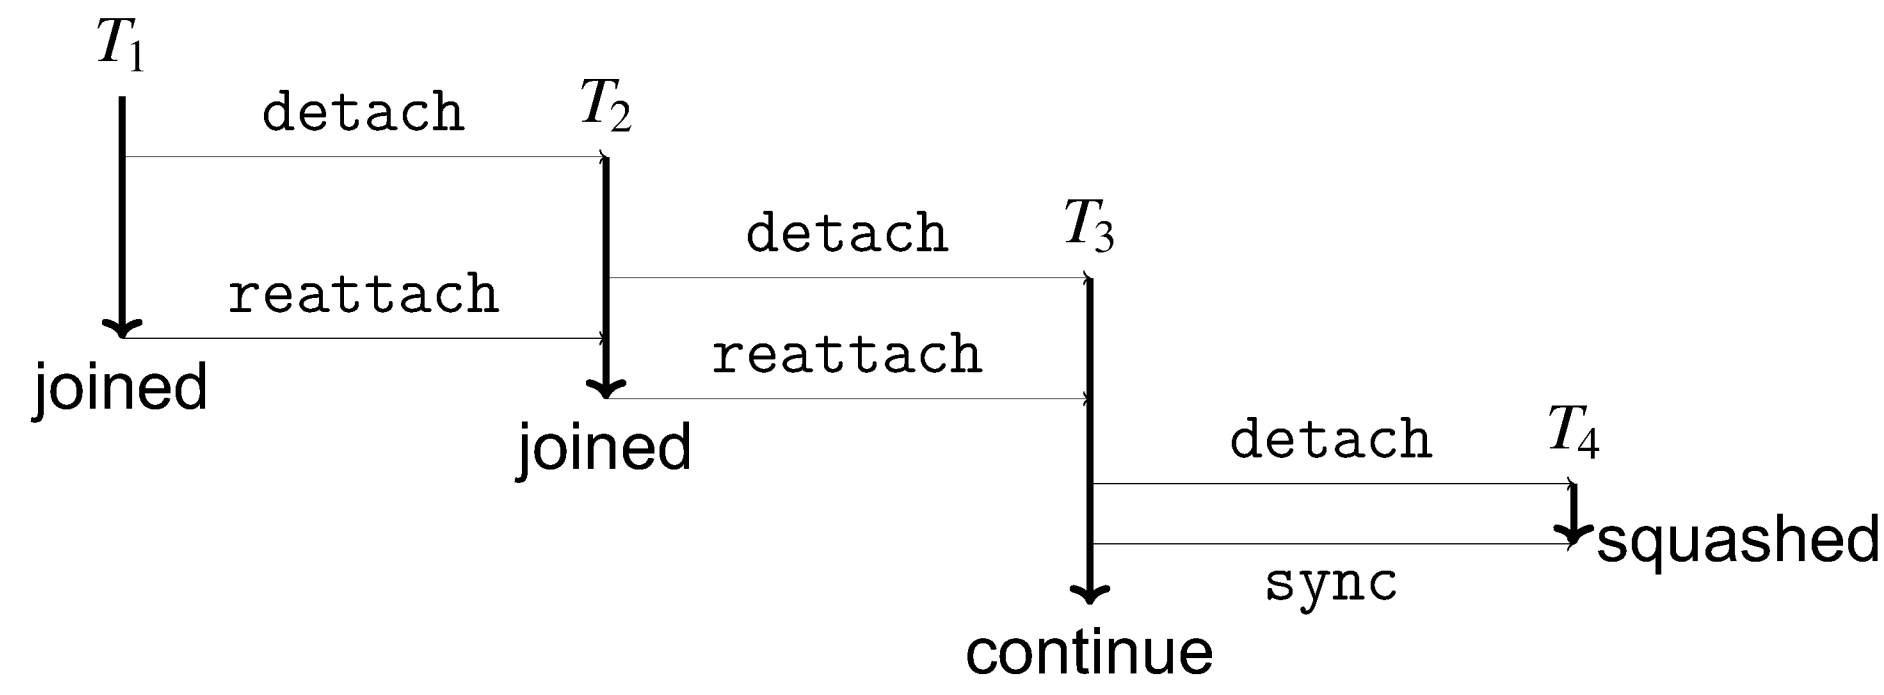 T1
detach
T2
detach
T3
reattach
reattach
joined
joined
detach
T4
squashed
sync
continue